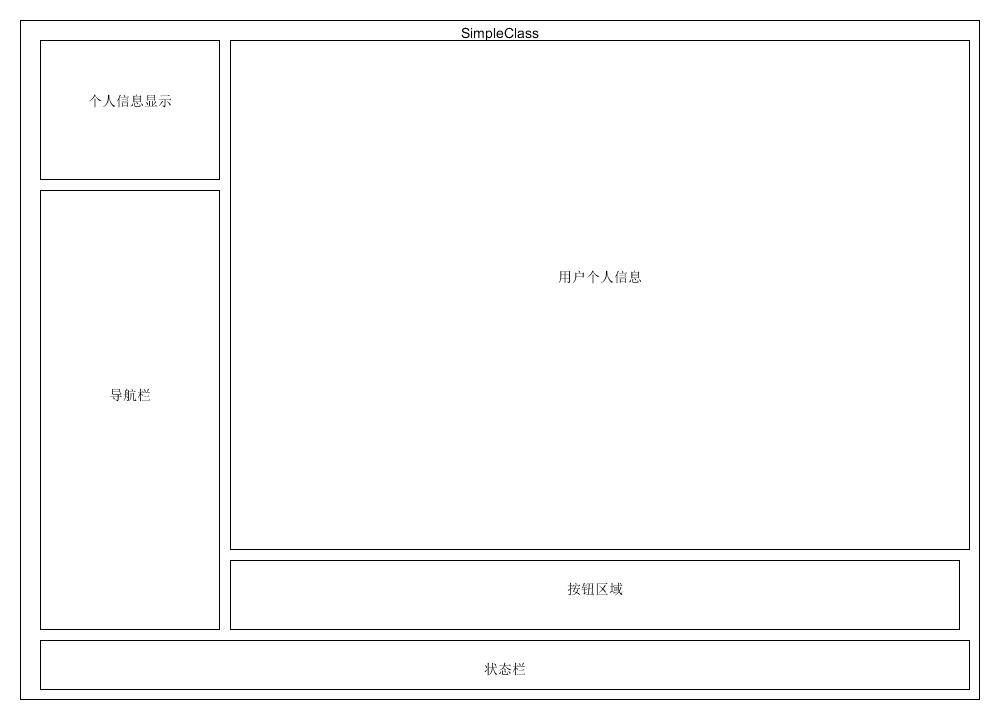 SimpleClass
个人信息显示
用户个人信息
导航栏
按钮区域
状态栏